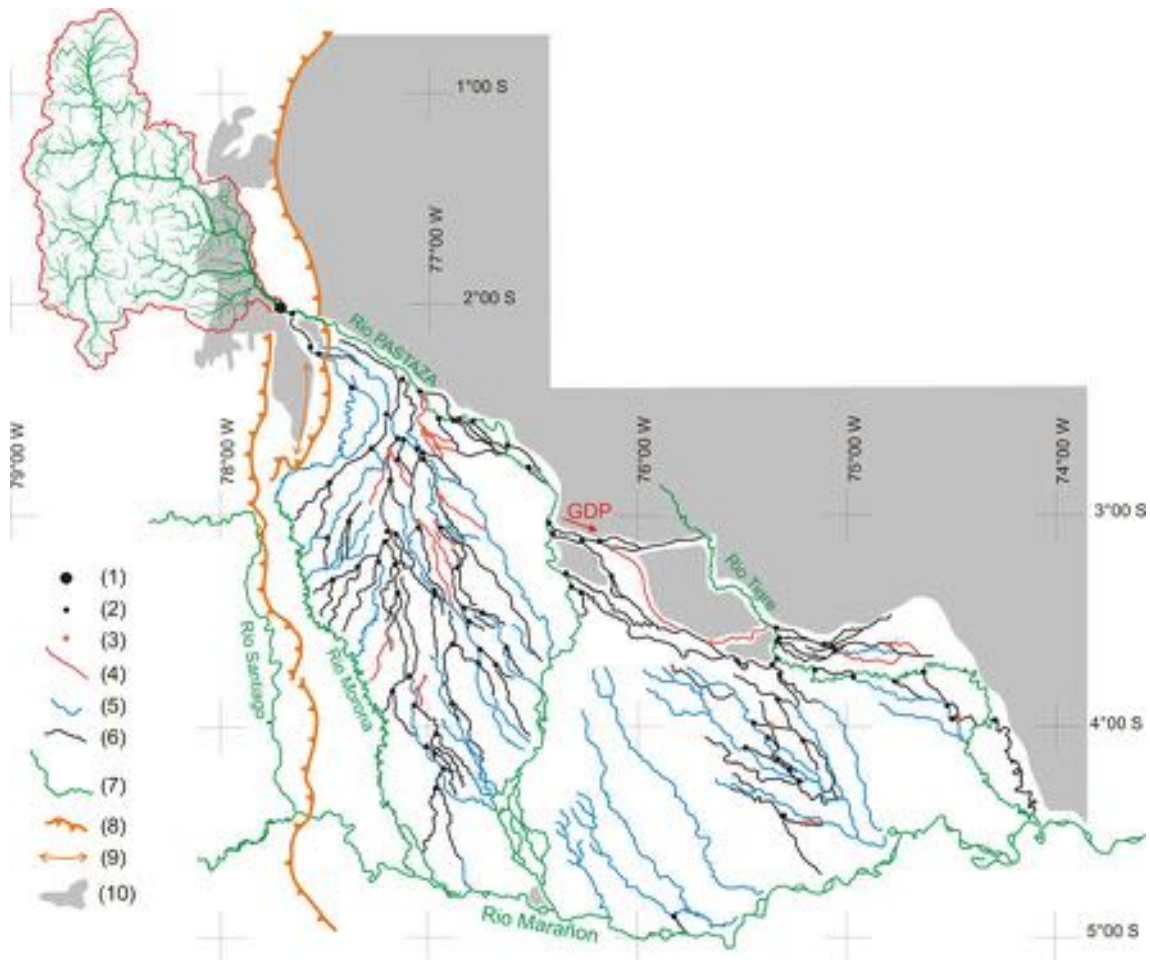 1°00 S
77°00 W
2°00 S
Rio PASTAZA
79°00 W
78°00 W
76°00 W
75°00 W
74°00 W
GDP
3°00 S
Rio Tigre
(1)
(2)
(3)
(4)
(5)
(6)
(7)
(8)
(9)
(10)
Rio Santiago
Rio Morona
4°00 S
Rio Marañon
5°00 S